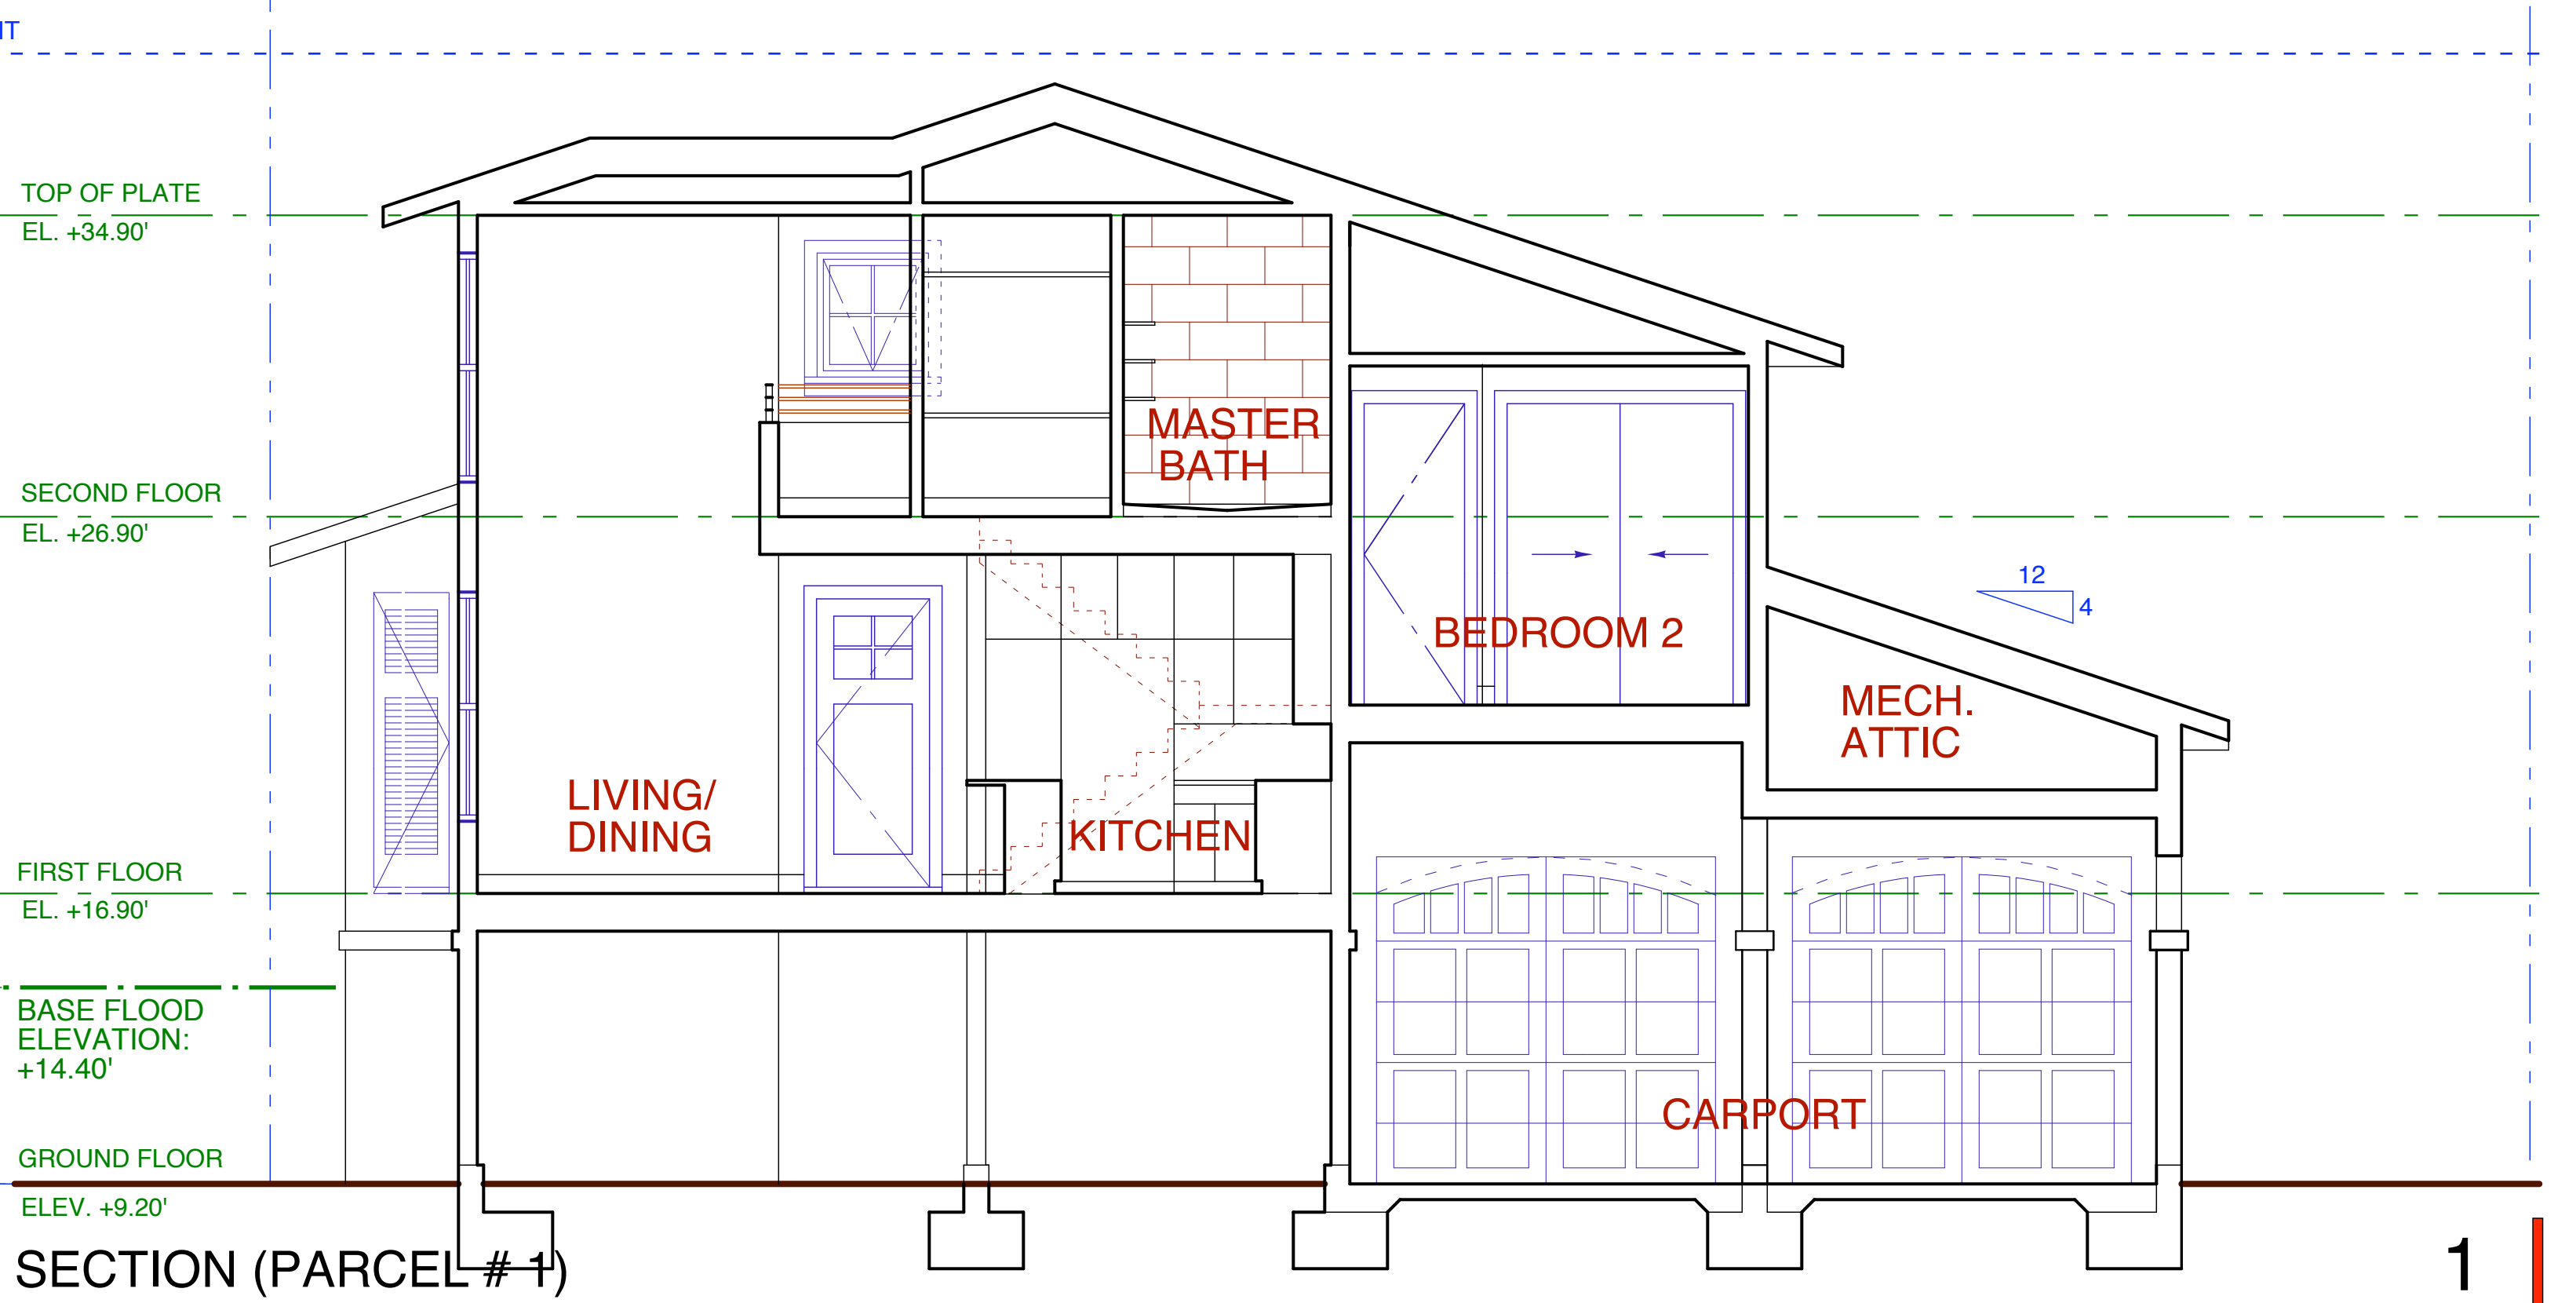 TOP OF PLATE
EL. +34.90'
SECOND FLOOR
EL. +26.90'
FIRST FLOOR
EL. +16.90'
BASE FLOOD
ELEVATION:
+14.40'
GROUND FLOOR
ELEV. +9.20'
MASTER
BATH
BEDROOM 2
12
4
MECH.
ATTIC
LIVING/
DINING
KITCHEN
CARPORT
SECTION (PARCEL # 1)
1